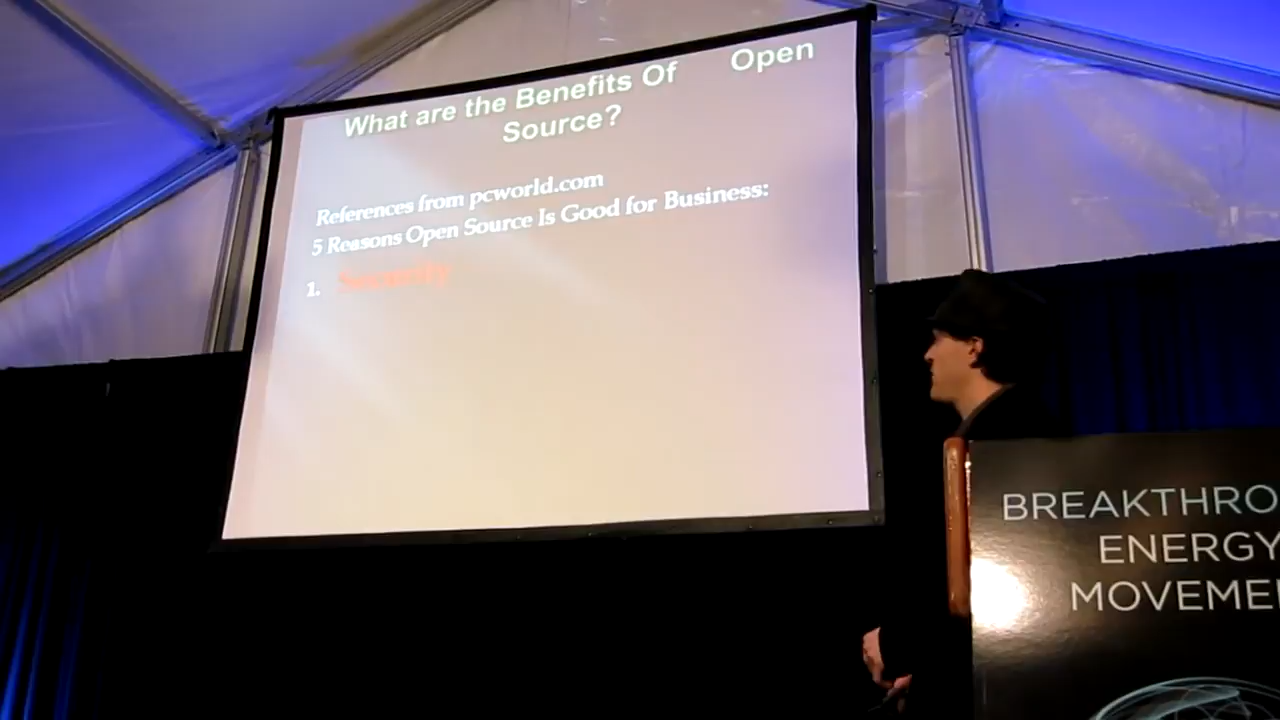 What are the Benefits Of Open
Source?
References from pcworld.com
5 Reasons Open Source Is Good for Business:
1. Security
BREAKTHRO
ENERGY
MOVEME